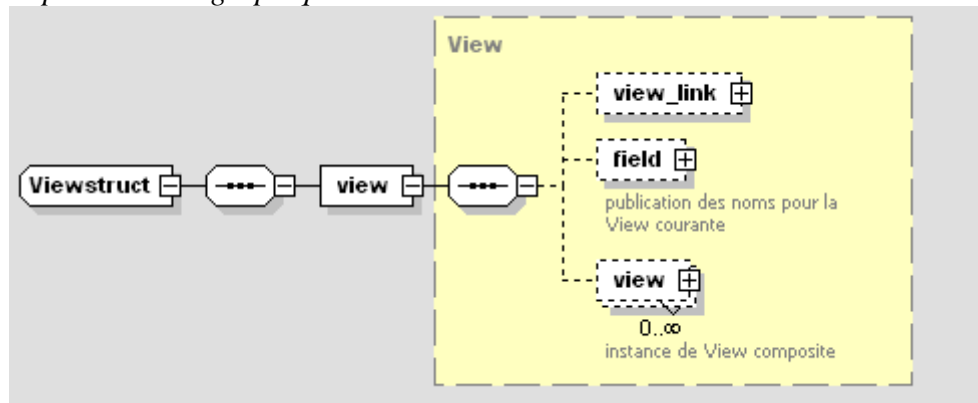 View
view_link
field
publication des noms pour la
View courante
Viewstruct
view
view
0..∞
instance de View composite